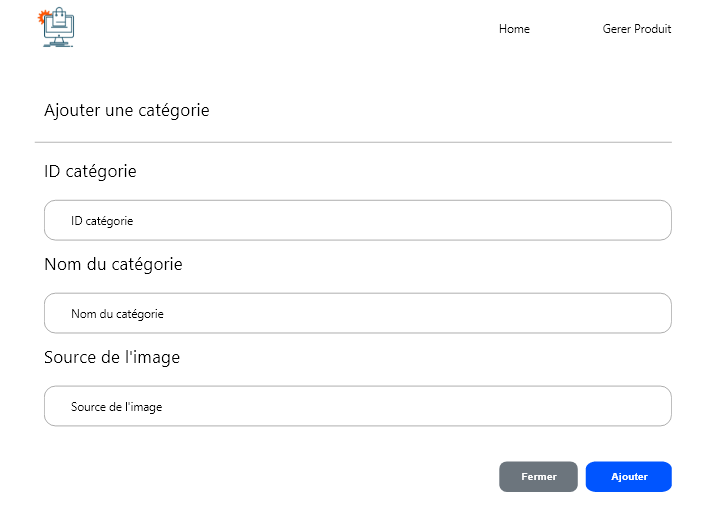 Home Gerer Produit
Ajouter une catégorie
ID catégorie
ID catégorie
Nom du catégorie
Nom du catégorie
Source de l'image
Source de l'image
Fermer Ajouter